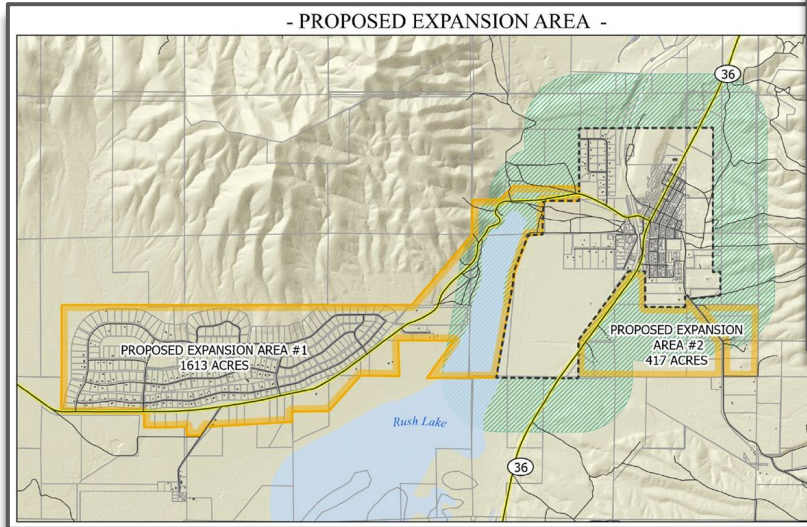 - PROPOSED EXPANSION AREA -
36
PROPOSED EXPANSION AREA #1
1613 ACRES
PROPOSED EXPANSION
AREA #2
417 ACRES
Rush Lake
36